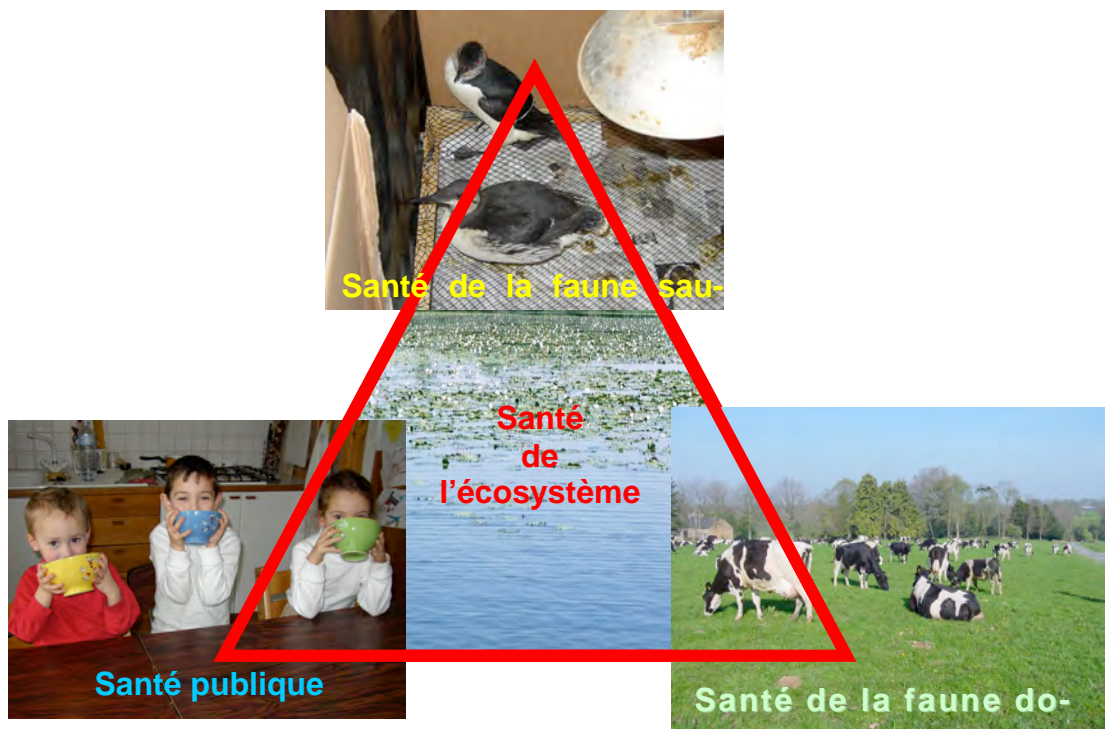 Santé de la faune sau-
Santé
de
l'écosystème
Santé publique
Santé de la faune do-